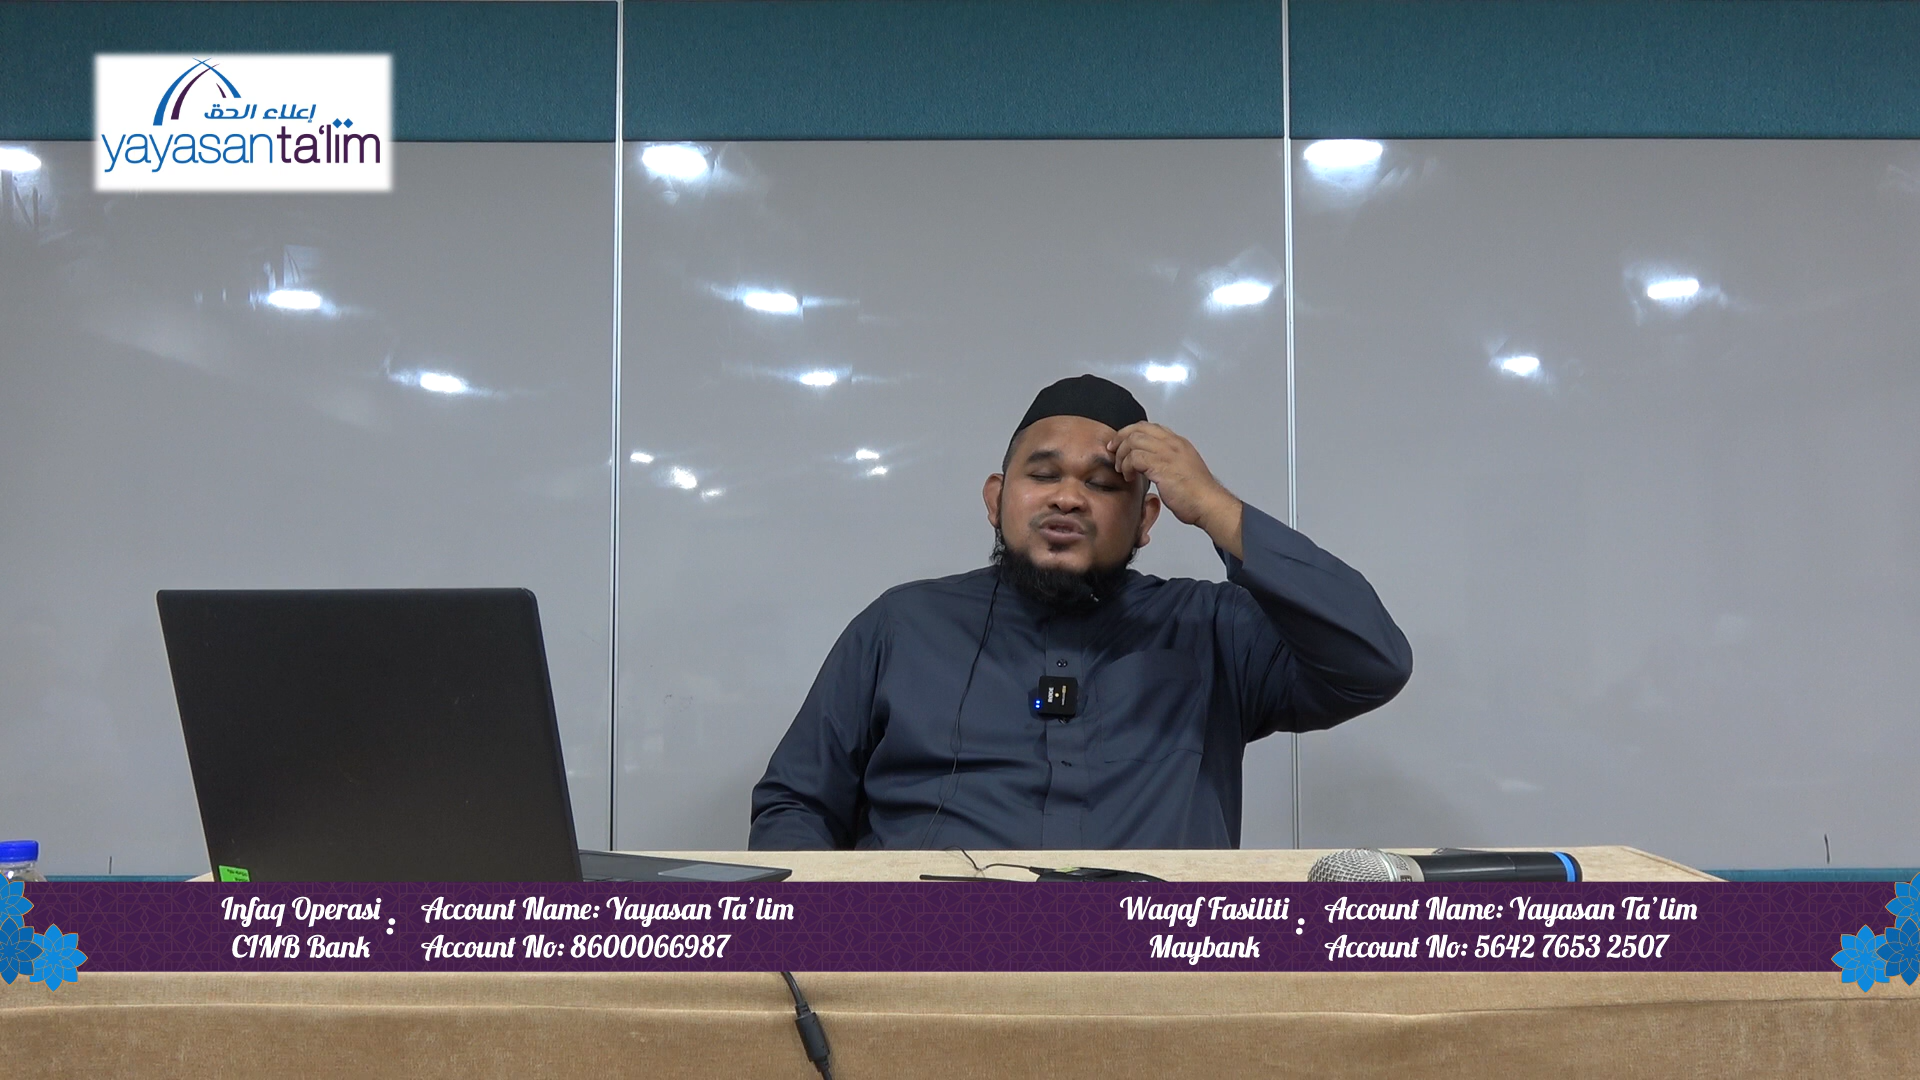 إعلاء الحق
yayasanta'lim
Infaq Operasi
CIMB Bank
:
Account Name: Yayasan Ta'lim
Account No: 8600066987
Waqaf Fasiliti
Maybank
:
Account Name: Yayasan Ta'lim
Account No: 5642 7653 2507